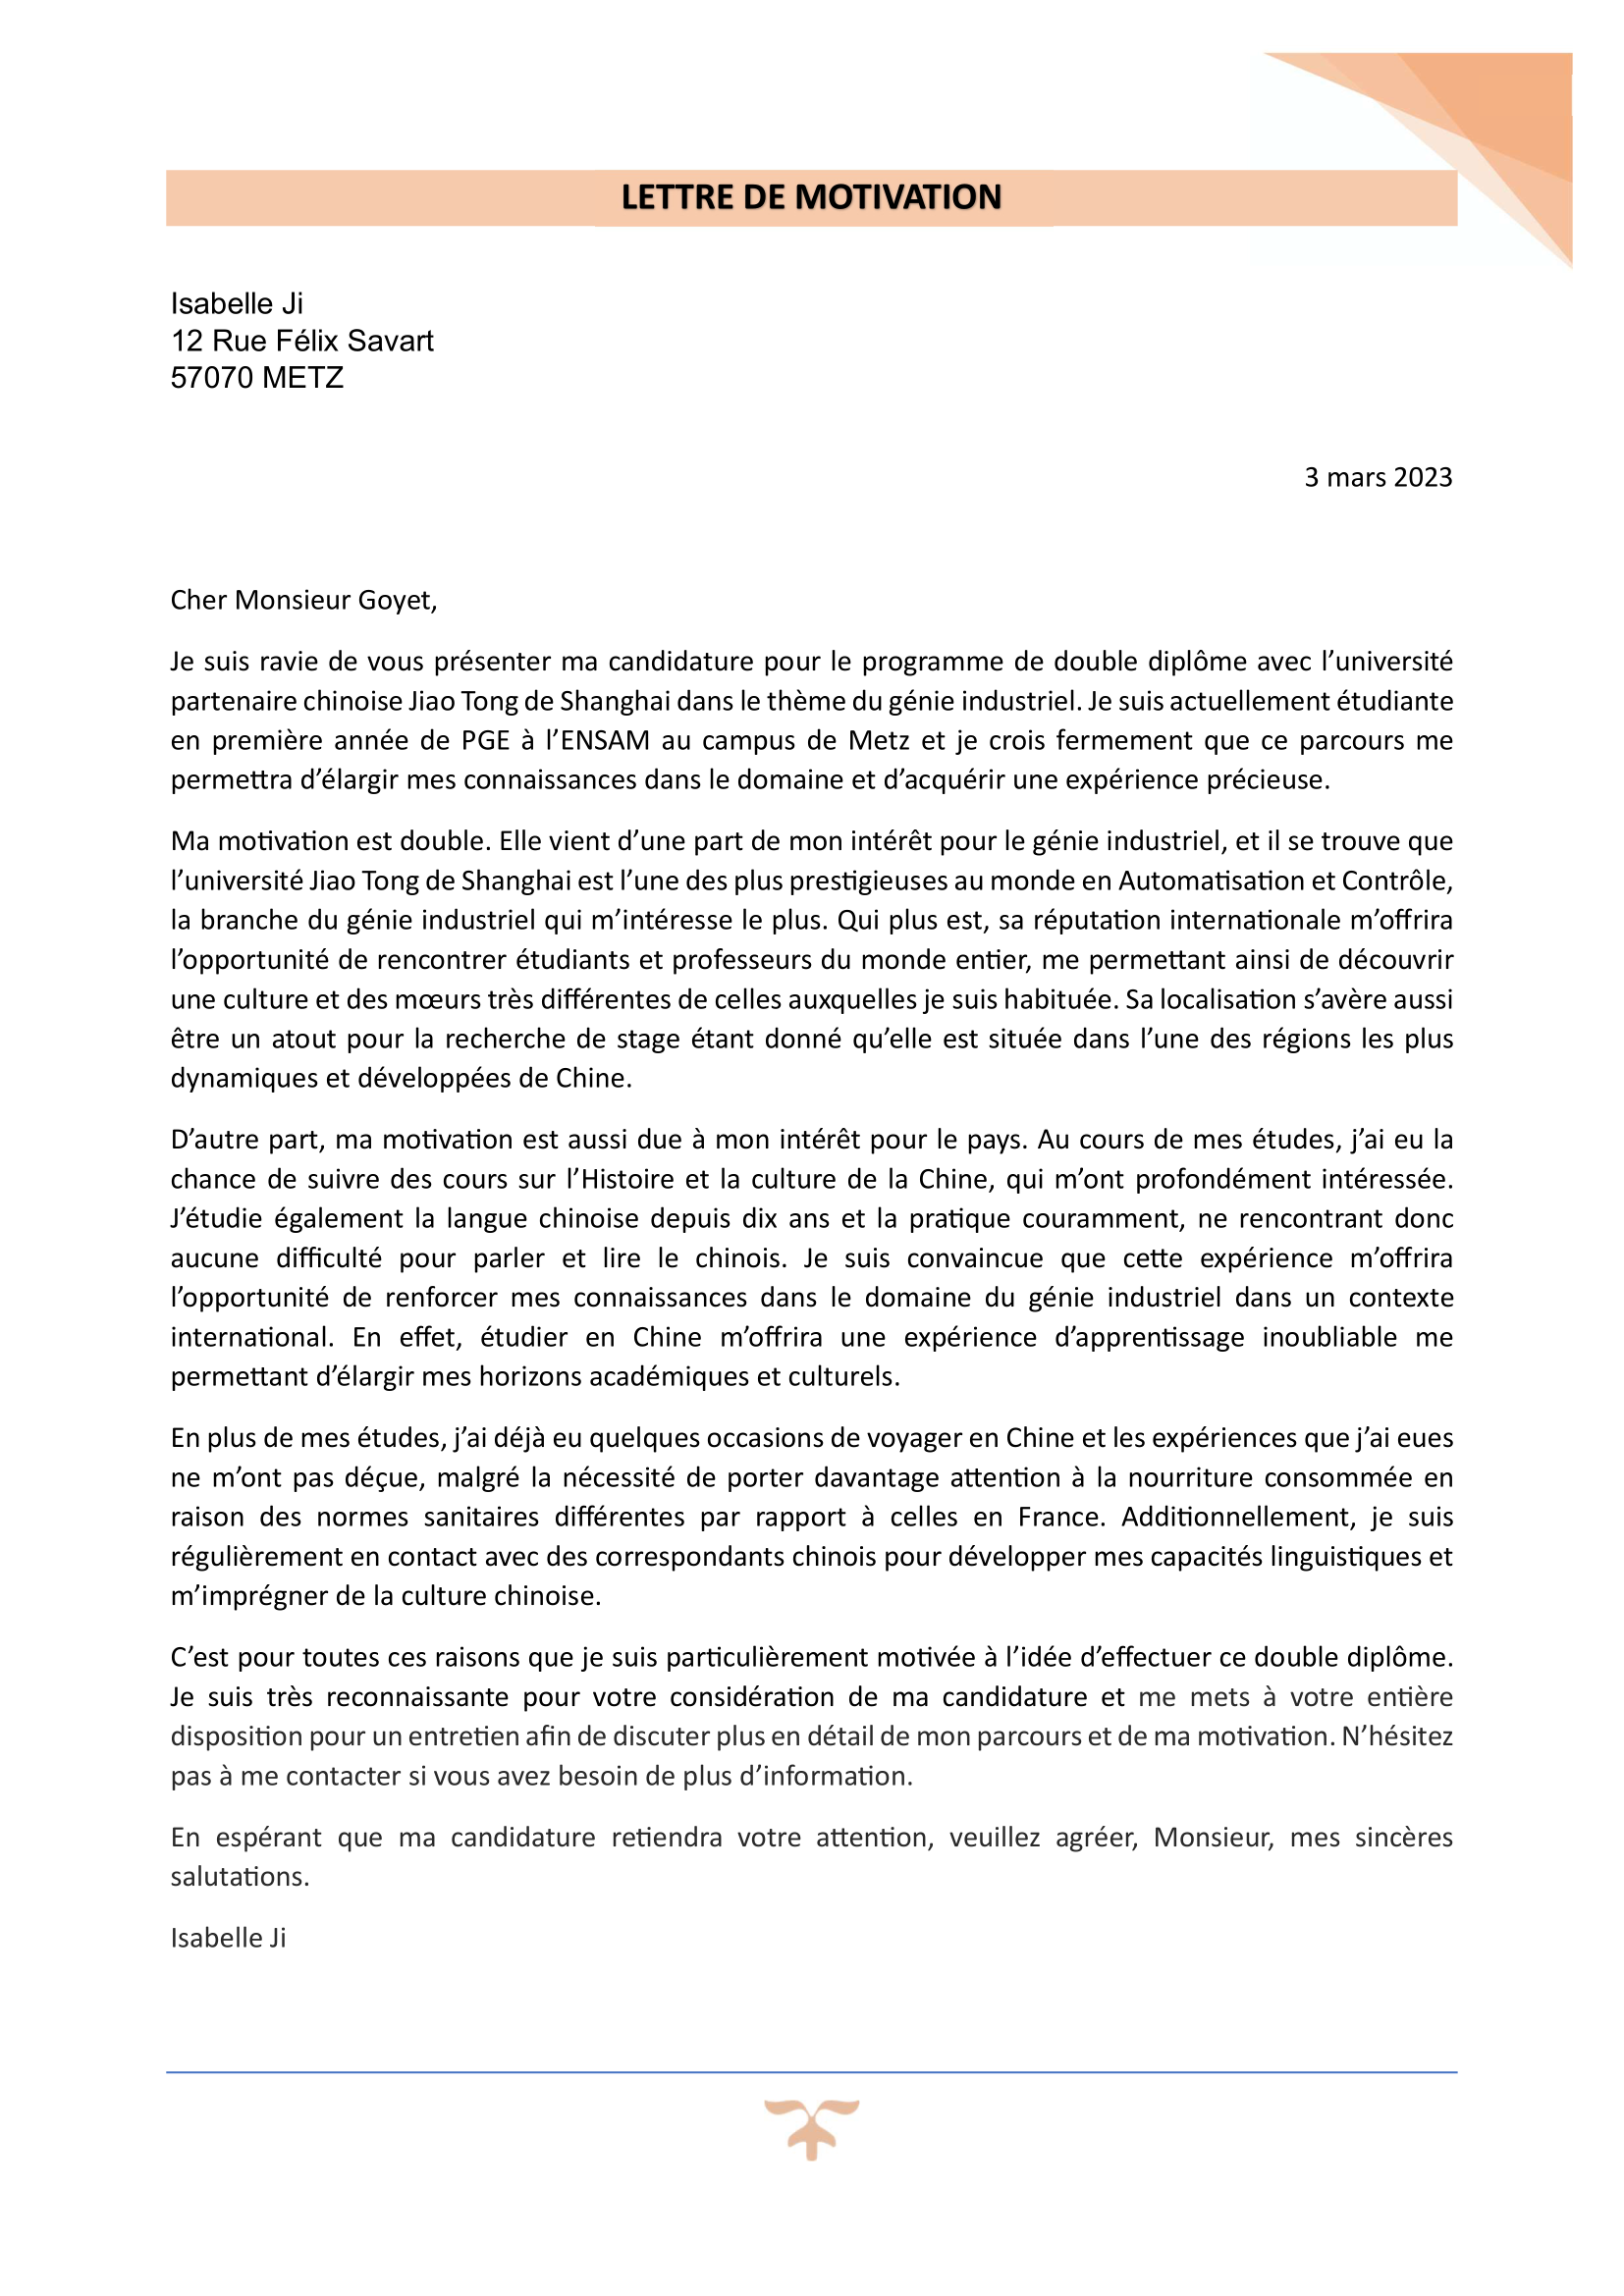 LETTRE DE MOTIVATION
Isabelle Ji
12 Rue Félix Savart
57070 METZ
3 mars 2023
Cher Monsieur Goyet,
Je suis ravie de vous présenter ma candidature pour le programme de double diplôme avec l’université
partenaire chinoise Jiao Tong de Shanghai dans le thème du génie industriel. Je suis actuellement étudiante
en première année de PGE à l’ENSAM au campus de Metz et je crois fermement que ce parcours me
permettra d’élargir mes connaissances dans le domaine et d’acquérir une expérience précieuse.
Ma motivation est double. Elle vient d’une part de mon intérêt pour le génie industriel, et il se trouve que
l’université Jiao Tong de Shanghai est l’une des plus prestigieuses au monde en Automatisation et Contrôle,
la branche du génie industriel qui m’intéresse le plus. Qui plus est, sa réputation internationale m’offrira
l’opportunité de rencontrer étudiants et professeurs du monde entier, me permettant ainsi de découvrir
une culture et des mœurs très différentes de celles auxquelles je suis habituée. Sa localisation s’avère aussi
être un atout pour la recherche de stage étant donné qu’elle est située dans l’une des régions les plus
dynamiques et développées de Chine.
D’autre part, ma motivation est aussi due à mon intérêt pour le pays. Au cours de mes études, j’ai eu la
chance de suivre des cours sur l’Histoire et la culture de la Chine, qui m’ont profondément intéressée.
J’étudie également la langue chinoise depuis dix ans et la pratique couramment, ne rencontrant donc
aucune difficulté pour parler et lire le chinois. Je suis convaincue que cette expérience m’offrira
l’opportunité de renforcer mes connaissances dans le domaine du génie industriel dans un contexte
international. En effet, étudier en Chine m’offrira une expérience d’apprentissage inoubliable me
permettant d’élargir mes horizons académiques et culturels.
En plus de mes études, j’ai déjà eu quelques occasions de voyager en Chine et les expériences que j’ai eues
ne m’ont pas déçue, malgré la nécessité de porter davantage attention à la nourriture consommée en
raison des normes sanitaires différentes par rapport à celles en France. Additionnellement, je suis
régulièrement en contact avec des correspondants chinois pour développer mes capacités linguistiques et
m’imprégner de la culture chinoise.
C’est pour toutes ces raisons que je suis particulièrement motivée à l’idée d’effectuer ce double diplôme.
Je suis très reconnaissante pour votre considération de ma candidature et me mets à votre entière
disposition pour un entretien afin de discuter plus en détail de mon parcours et de ma motivation. N’hésitez
pas à me contacter si vous avez besoin de plus d’information.
En espérant que ma candidature retiendra votre attention, veuillez agréer, Monsieur, mes sincères
salutations.
Isabelle Ji